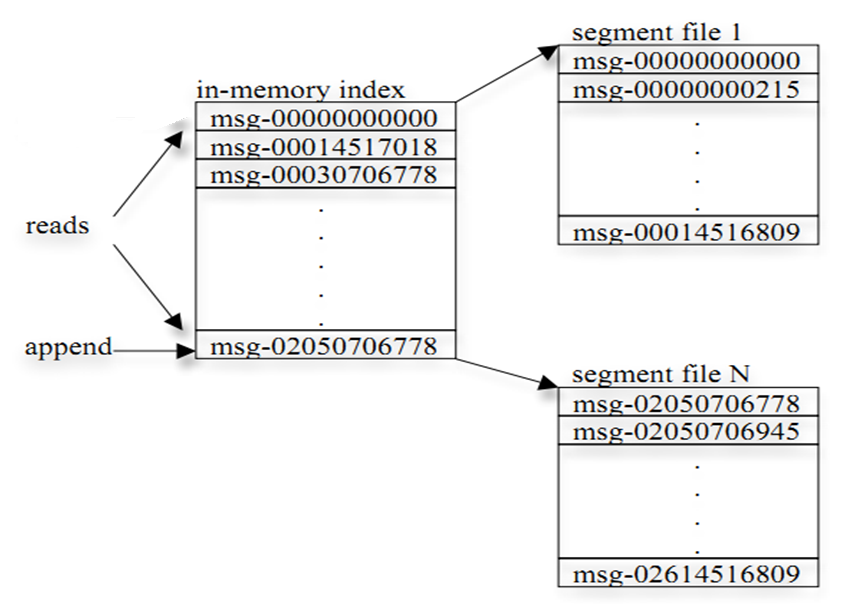 segment file 1
msg-00000000000
msg-00000000215
.
.
.
.
msg-00014516809
in-memory index
msg-00000000000
msg-00014517018
msg-00030706778
.
.
.
.
.
msg-02050706778
reads
append
segment file N
msg-02050706778
msg-02050706945
.
.
.
.
msg-02614516809